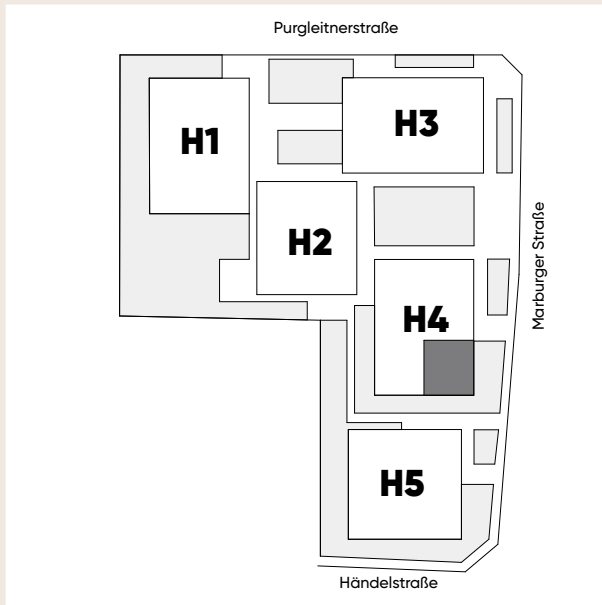 Purgleitnerstraße
H1
H3
H2
Marburger Straße
H4
H5
Händelstraße